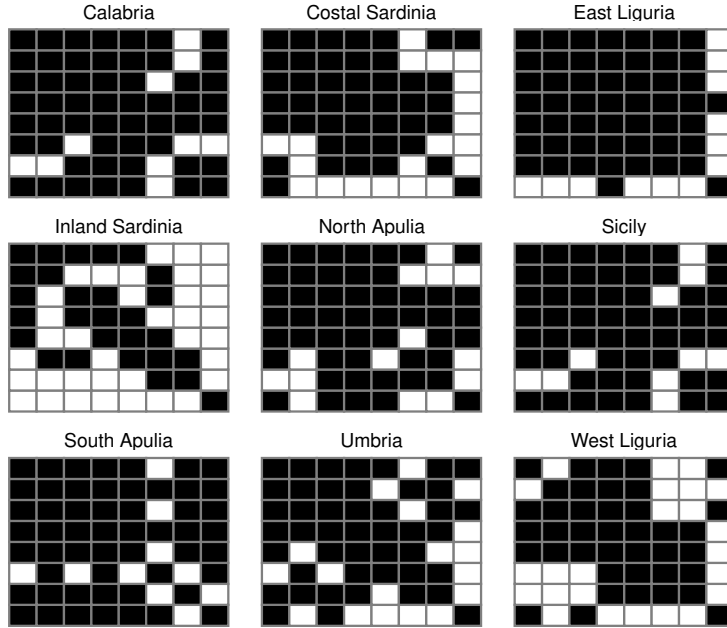 Calabria
Costal Sardinia
East Liguria
Inland Sardinia
North Apulia
Sicily
South Apulia
Umbria
West Liguria